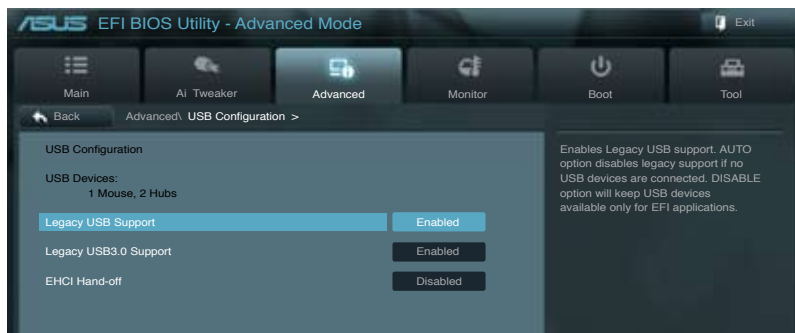 ASUS EFI BIOS Utility - Advanced Mode
Exit
Main
Ai Tweaker
Advanced
Monitor
Boot
Tool
Back
Advanced\ USB Configuration >
USB Configuration
USB Devices:
1 Mouse, 2 Hubs
Legacy USB Support Enabled
Legacy USB3.0 Support Enabled
EHCI Hand-off Disabled
Enables Legacy USB support. AUTO
option disables legacy support if no
USB devices are connected. DISABLE
option will keep USB devices
available only for EFI applications.